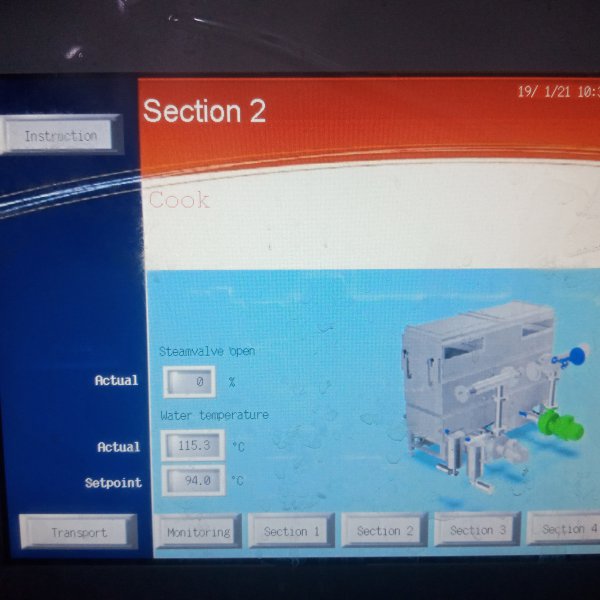 19/ 1/21 10:3
Section 2
Instruction
Cook
Steamvalve open
Actual 0 %
Water temperature
Actual 115.3 °C
Setpoint 94.0 °C
Transport Monitoring Section 1 Section 2 Section 3 Section 4